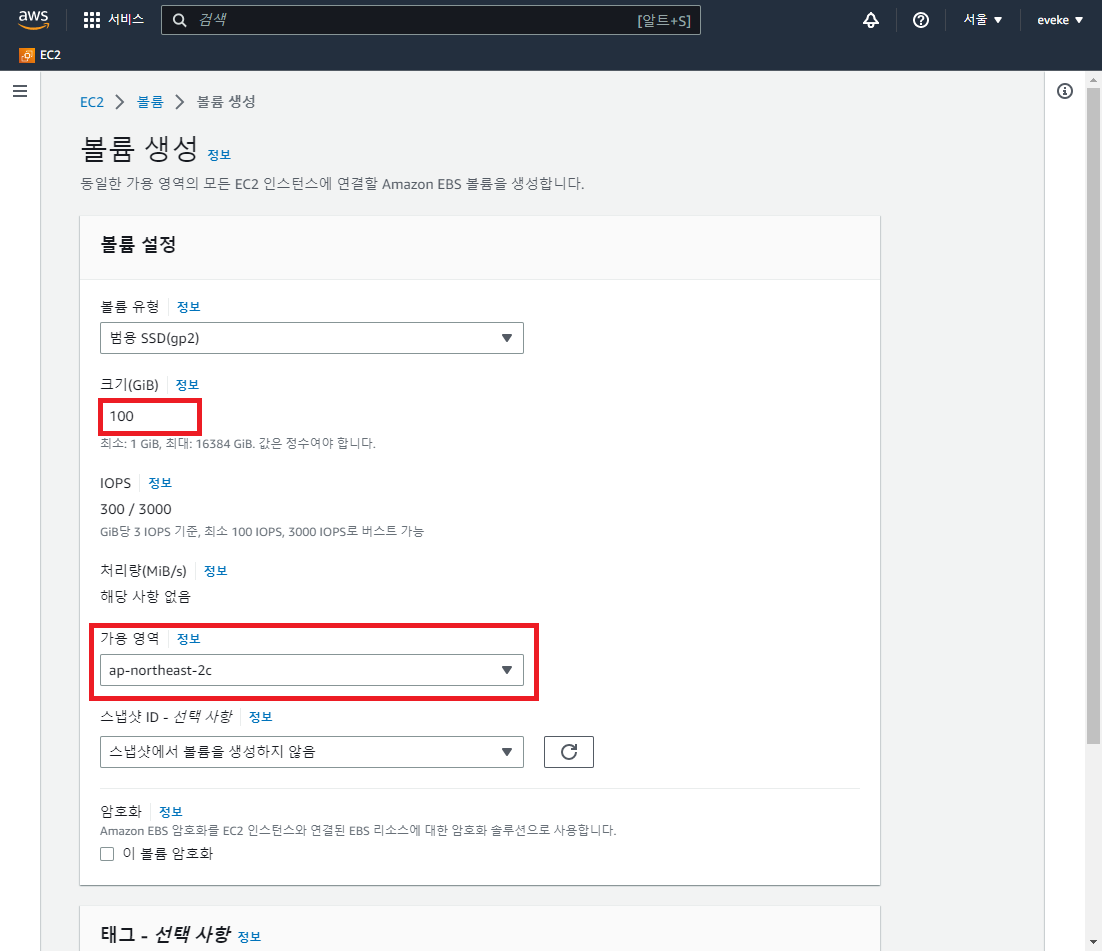 aws 서비스 검색 [알트+S] 서울 eveke
EC2
EC2 볼륨 볼륨 생성
볼륨 생성 정보
동일한 가용 영역의 모든 EC2 인스턴스에 연결할 Amazon EBS 볼륨을 생성합니다.
볼륨 설정
볼륨 유형 정보
범용 SSD(gp2)
크기(GiB) 정보
100
최소: 1 GiB, 최대: 16384 GiB. 값은 정수여야 합니다.
IOPS 정보
300 / 3000
GiB당 3 IOPS 기준, 최소 100 IOPS, 3000 IOPS로 버스트 가능
처리량(MiB/s) 정보
해당 사항 없음
가용 영역 정보
ap-northeast-2c
스냅샷 ID - 선택 사항 정보
스냅샷에서 볼륨을 생성하지 않음
암호화 정보
Amazon EBS 암호화를 EC2 인스턴스와 연결된 EBS 리소스에 대한 암호화 솔루션으로 사용합니다.
이 볼륨 암호화
태그 - 선택 사항 정보